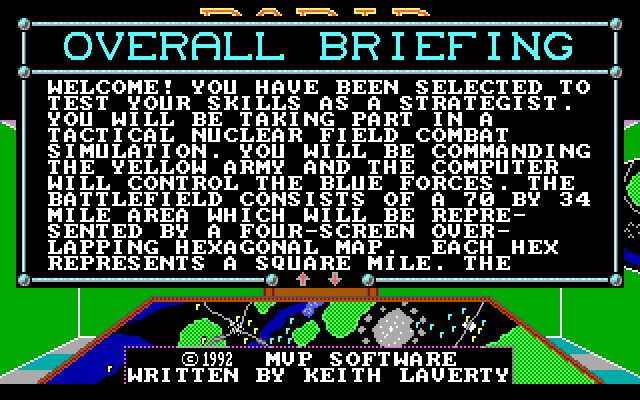 OVERALL BRIEFING
WELCOME! YOU HAVE BEEN SELECTED TO
TEST YOUR SKILLS AS A STRATEGIST.
YOU WILL BE TAKING PART IN A
TACTICAL NUCLEAR FIELD COMBAT
SIMULATION. YOU WILL BE COMMANDING
THE YELLOW ARMY AND THE COMPUTER
WILL CONTROL THE BLUE FORCES. THE
BATTLEFIELD CONSISTS OF A 70 BY 34
MILE AREA WHICH WILL BE REPRE-
SENTED BY A FOUR-SCREEN OVER-
LAPPING HEXAGONAL MAP. EACH HEX
REPRESENTS A SQUARE MILE. THE
© 1992 MVP SOFTWARE
WRITTEN BY KEITH LAVERTY